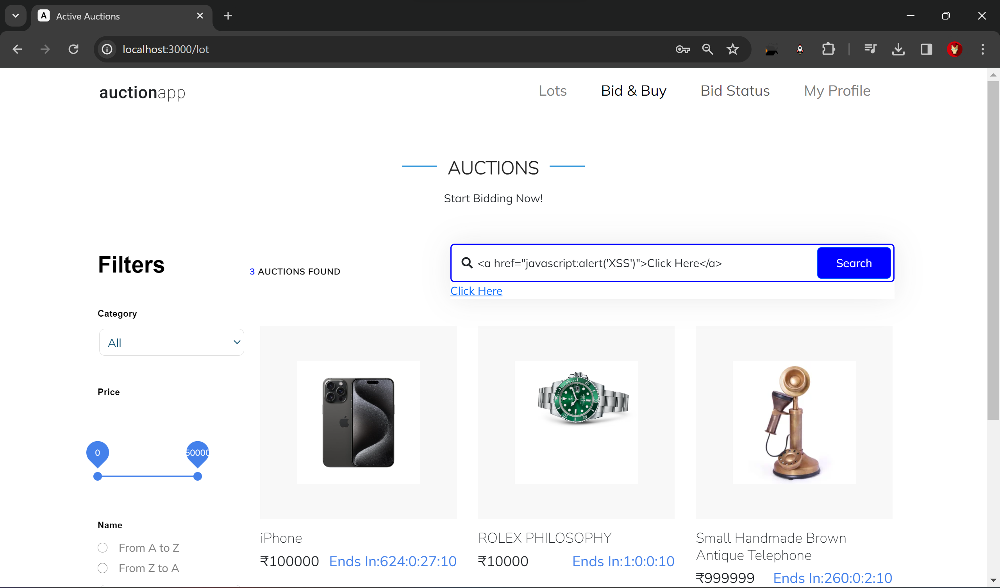 Active Auctions
localhost:3000/lot
auctionapp
Lots Bid & Buy Bid Status My Profile
AUCTIONS
Start Bidding Now!
Filters
3 AUCTIONS FOUND
<a href="javascript:alert('XSS')">Click Here</a>
Search
Click Here
Category
All
Price
0
50000
Name
From A to Z
From Z to A
iPhone
₹100000 Ends In:624:0:27:10
ROLEX PHILOSOPHY
₹10000 Ends In:1:0:0:10
Small Handmade Brown
Antique Telephone
₹999999 Ends In:260:0:2:10